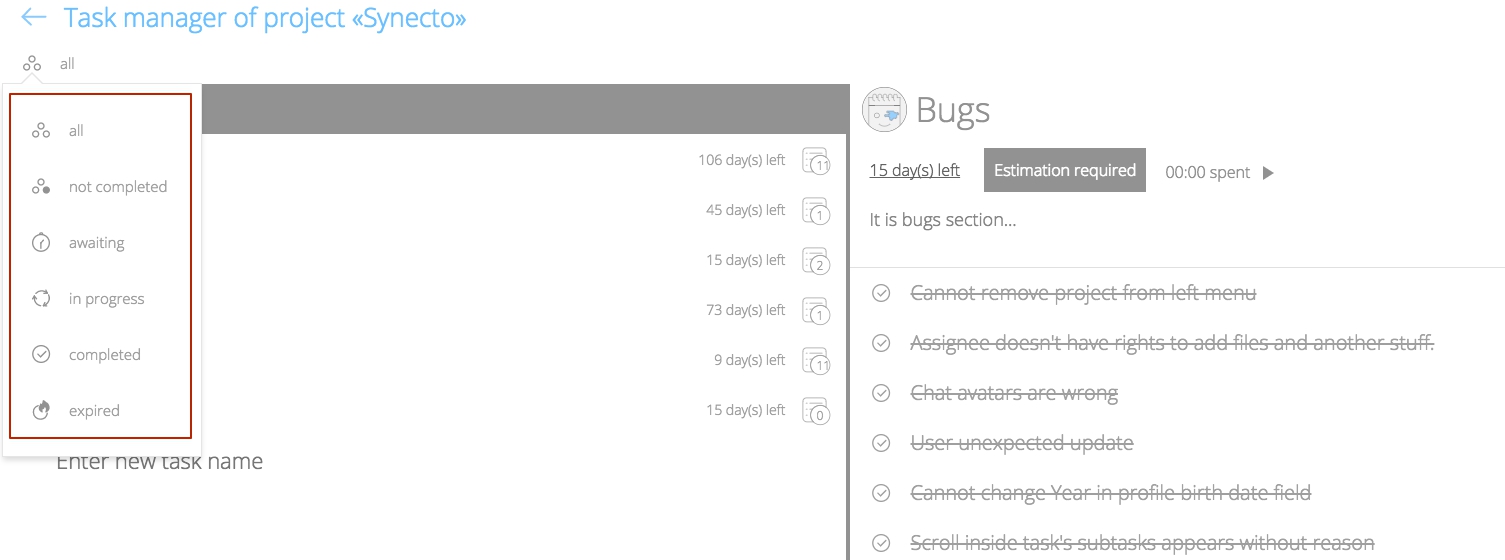 Task manager of project «Synecto»
all
all
not completed
awaiting
in progress
completed
expired
106 day(s) left 11
45 day(s) left 1
15 day(s) left 2
73 day(s) left 1
9 day(s) left 11
15 day(s) left 0
Enter new task name
Bugs
15 day(s) left Estimation required 00:00 spent
It is bugs section...
Cannot remove project from left menu
Assignee doesn't have rights to add files and another stuff.
Chat avatars are wrong
User unexpected update
Cannot change Year in profile birth date field
Scroll inside task's subtasks appears without reason